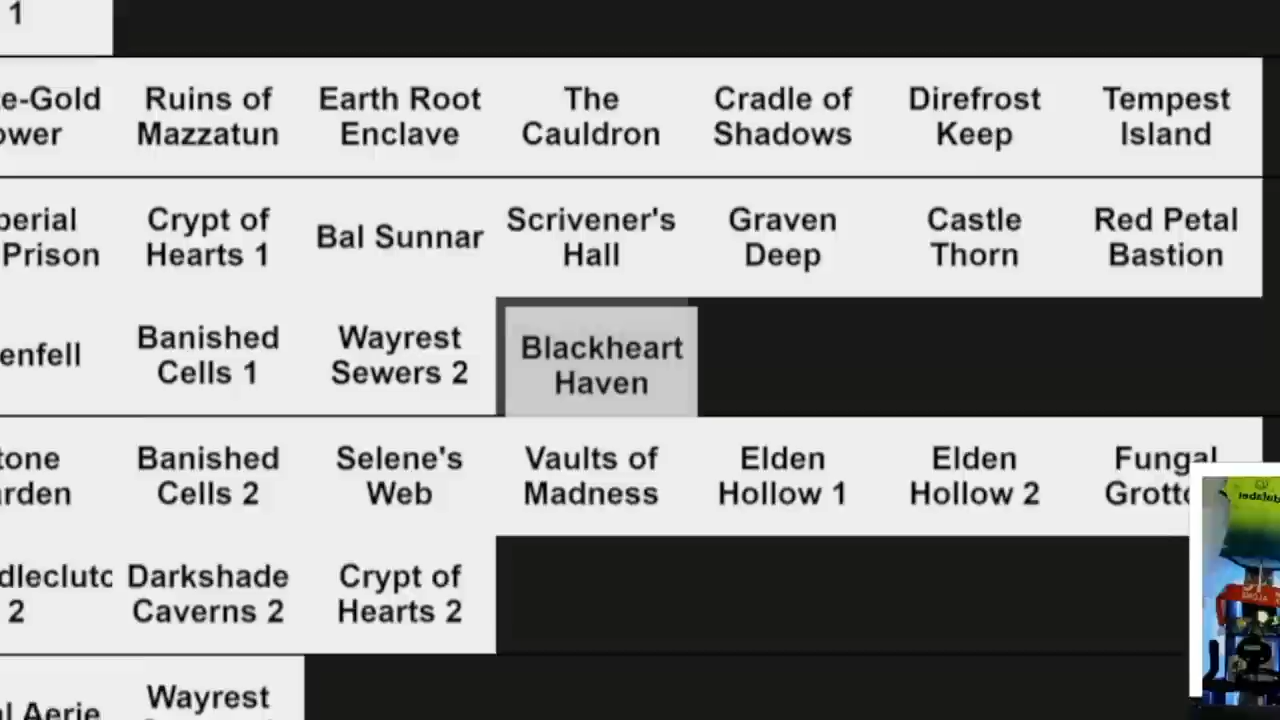 1
e-Gold Ruins of Earth Root The Cradle of Direfrost Tempest
ower Mazzatun Enclave Cauldron Shadows Keep Island
perial Crypt of Bal Sunnar Scrivener's Graven Castle Red Petal
Prison Hearts 1 Hall Deep Thorn Bastion
enfell Banished Wayrest Blackheart
Cells 1 Sewers 2 Haven
tone Banished Selene's Vaults of Elden Elden Fungal
arden Cells 2 Web Madness Hollow 1 Hollow 2 Grotto
dleclutc Darkshade Crypt of
2 Caverns 2 Hearts 2
l Aerie Wayrest